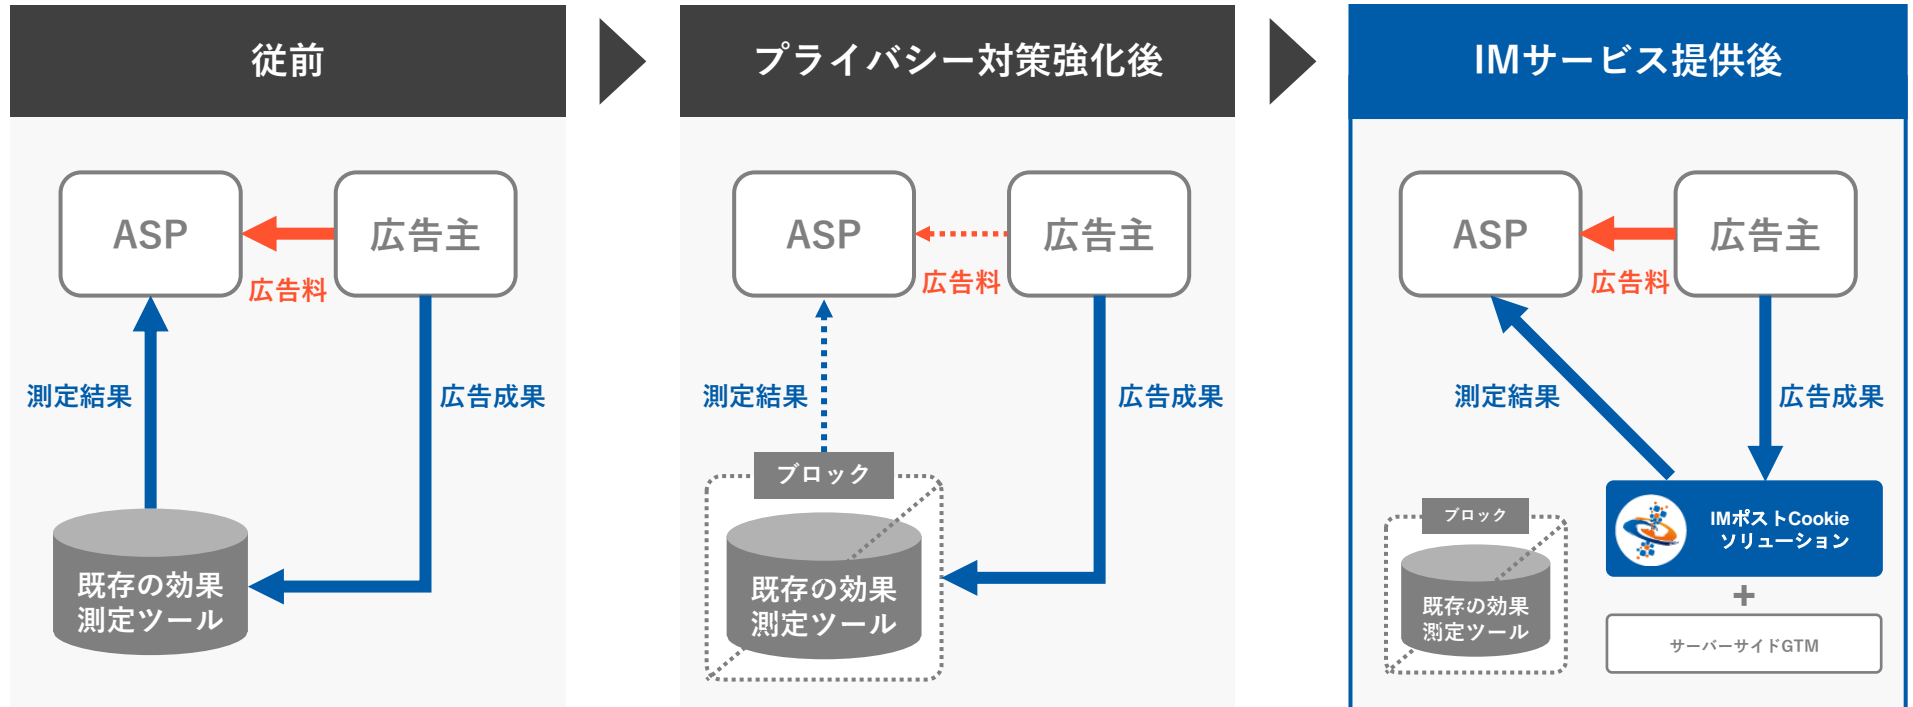 従前
ASP
広告主
広告料
測定結果
広告成果
既存の効果
測定ツール
プライバシー対策強化後
ASP
広告主
広告料
測定結果
広告成果
ブロック
既存の効果
測定ツール
IMサービス提供後
ASP
広告主
広告料
測定結果
広告成果
ブロック
既存の効果
測定ツール
IMポストCookie
ソリューション
+
サーバーサイドGTM